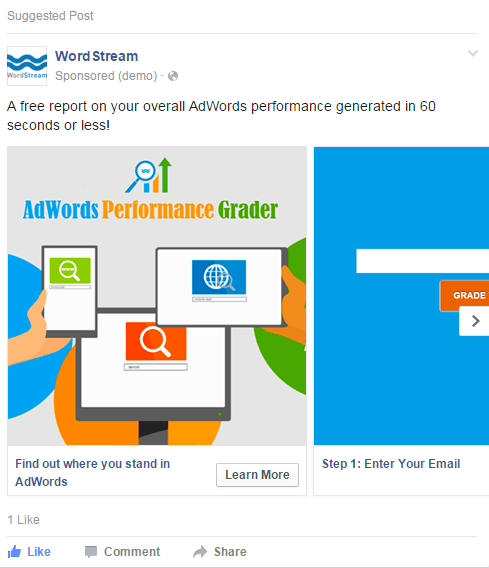 Suggested Post
WordStream
WordStream
Sponsored (demo) ·
A free report on your overall AdWords performance generated in 60
seconds or less!
AdWords Performance Grader
GRADE
Find out where you stand in
AdWords
Learn More
Step 1: Enter Your Email
1 Like
Like Comment Share